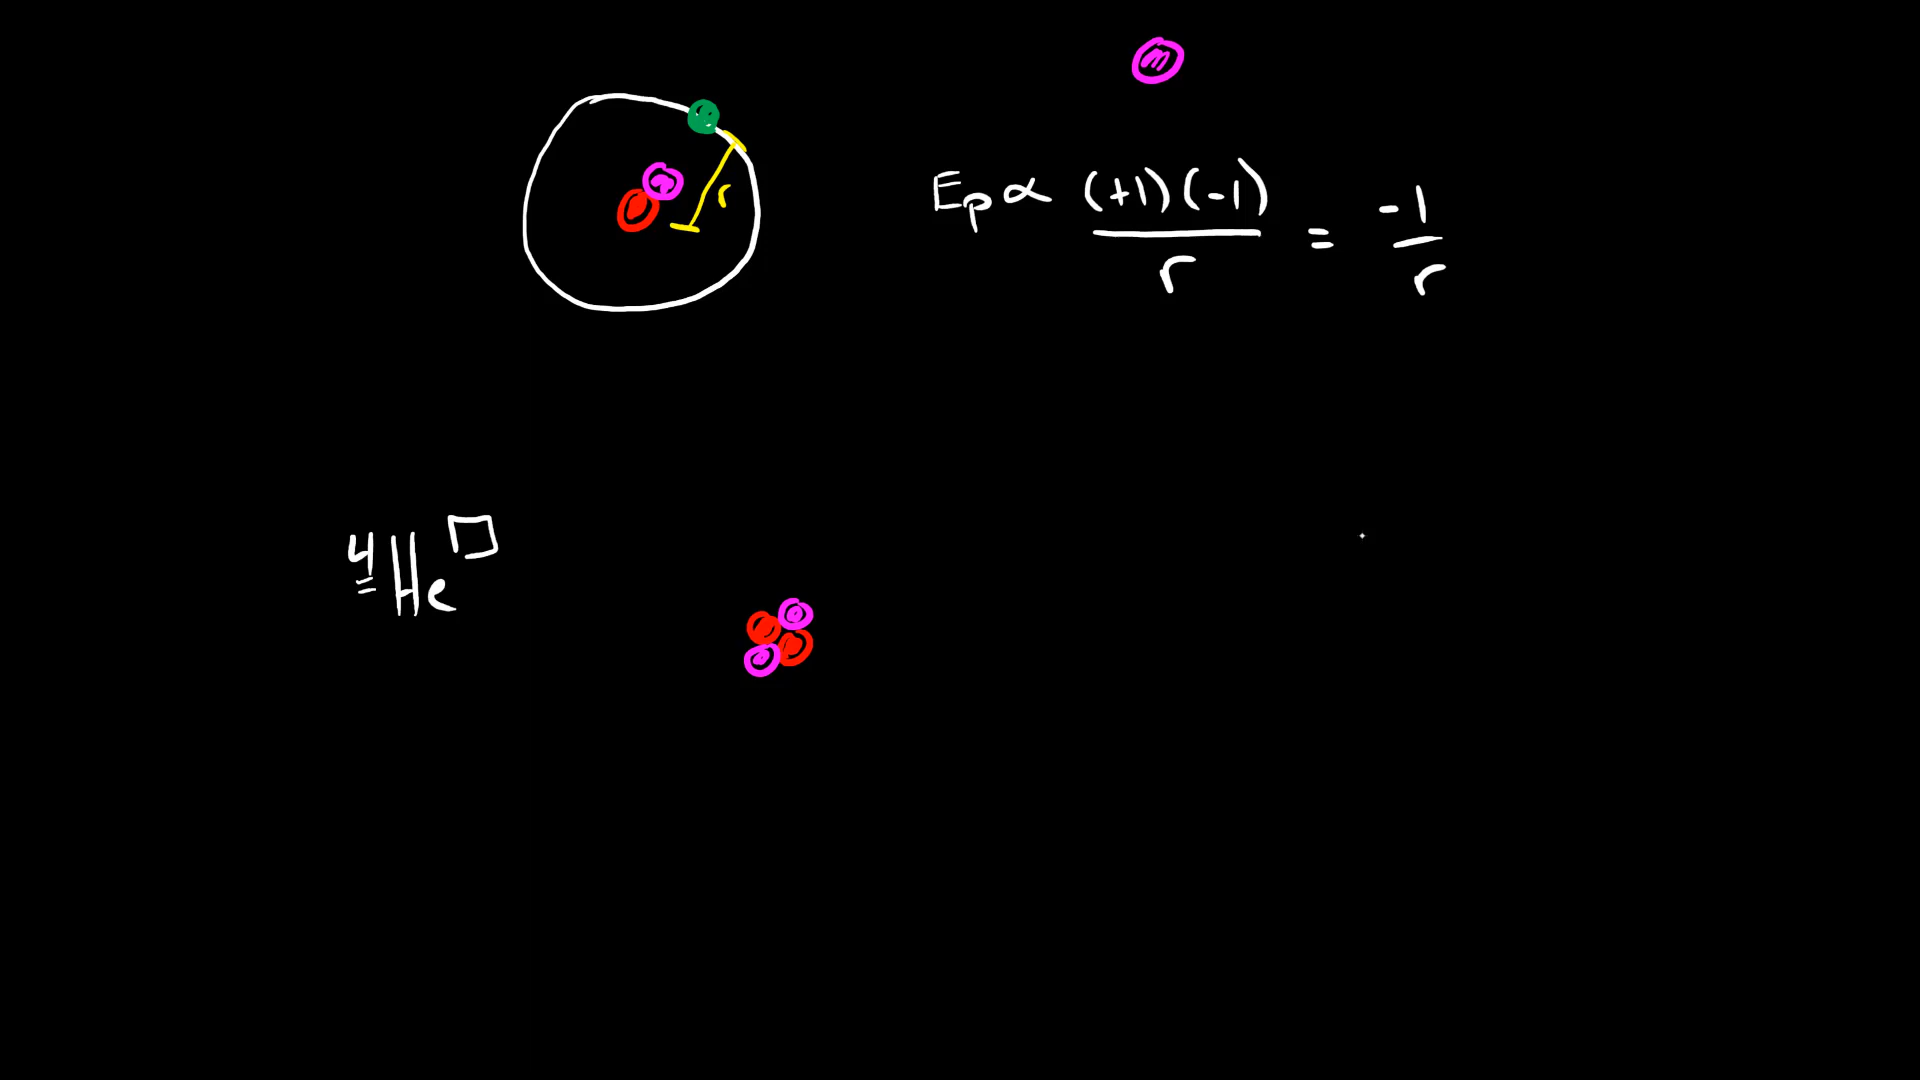 n
r
Eₚ ∝ (+1)(-1) / r = -1 / r
⁴He□